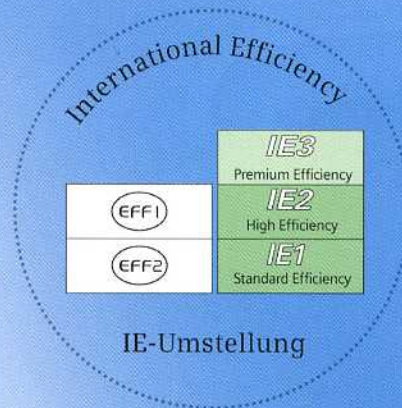 International Efficiency
IE3
Premium Efficiency
EFF1
IE2
High Efficiency
EFF2
IE1
Standard Efficiency
IE-Umstellung